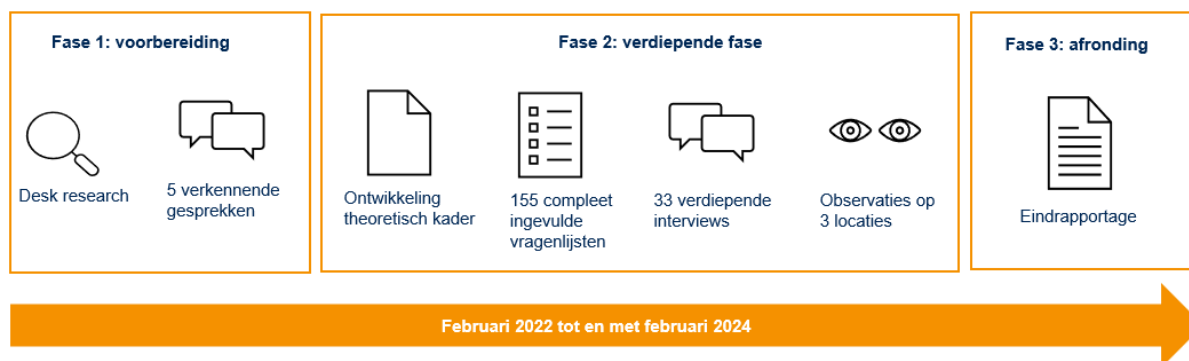 Fase 1: voorbereiding
Desk research
5 verkennende
gesprekken
Fase 2: verdiepende fase
Ontwikkeling
theoretisch kader
155 compleet
ingevulde
vragenlijsten
33 verdiepende
interviews
Observaties op
3 locaties
Fase 3: afronding
Eindrapportage
Februari 2022 tot en met februari 2024